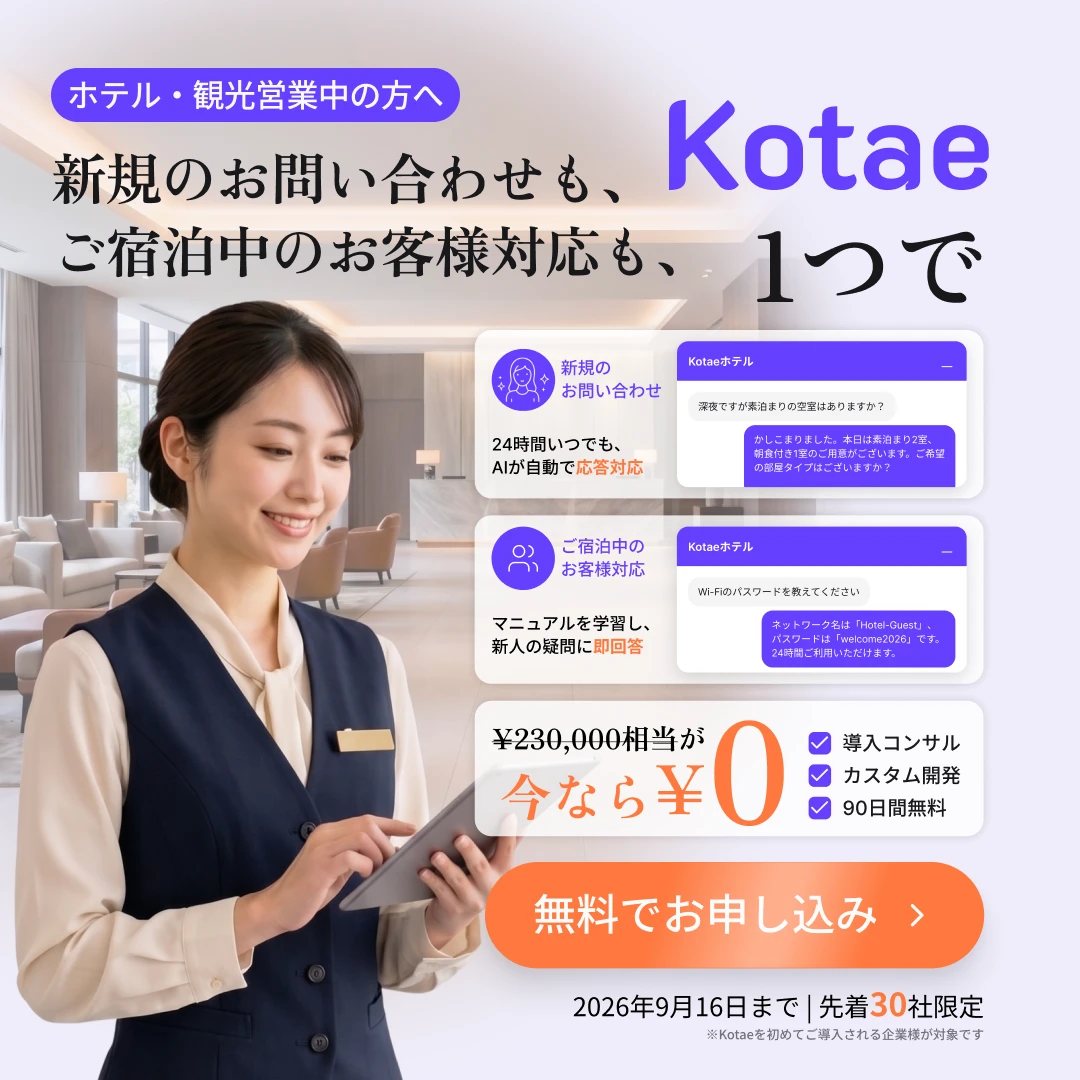 ホテル・観光営業中の方へ
新規のお問い合わせも、
ご宿泊中のお客様対応も、
Kotae
1つで
新規の
お問い合わせ
24時間いつでも、
AIが自動で応答対応
Kotaeホテル
深夜ですが素泊まりの空室はありますか？
かしこまりました。本日は素泊まり2室、
朝食付き1室のご用意がございます。ご希望
の部屋タイプはございますか？
ご宿泊中の
お客様対応
マニュアルを学習し、
新人の疑問に即回答
Kotaeホテル
Wi-Fiのパスワードを教えてください
ネットワーク名は「Hotel-Guest」、
パスワードは「welcome2026」です。
24時間ご利用いただけます。
¥230,000相当が
今なら¥0
導入コンサル
カスタム開発
90日間無料
無料でお申し込み
2026年9月16日まで | 先着30社限定
※Kotaeを初めてご導入される企業様が対象です